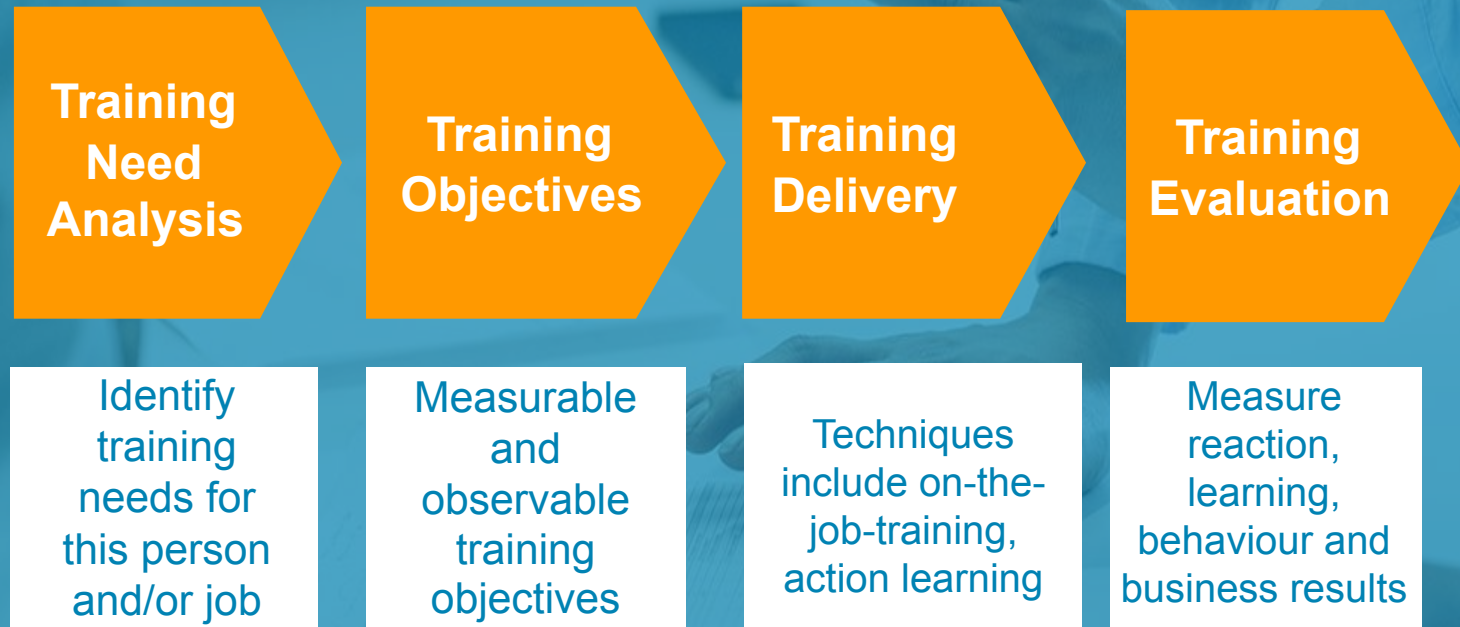 Training
Need
Analysis
Training
Objectives
Training
Delivery
Training
Evaluation
Identify
training
needs for
this person
and/or job
Measurable
and
observable
training
objectives
Techniques
include on-the-
job-training,
action learning
Measure
reaction,
learning,
behaviour and
business results